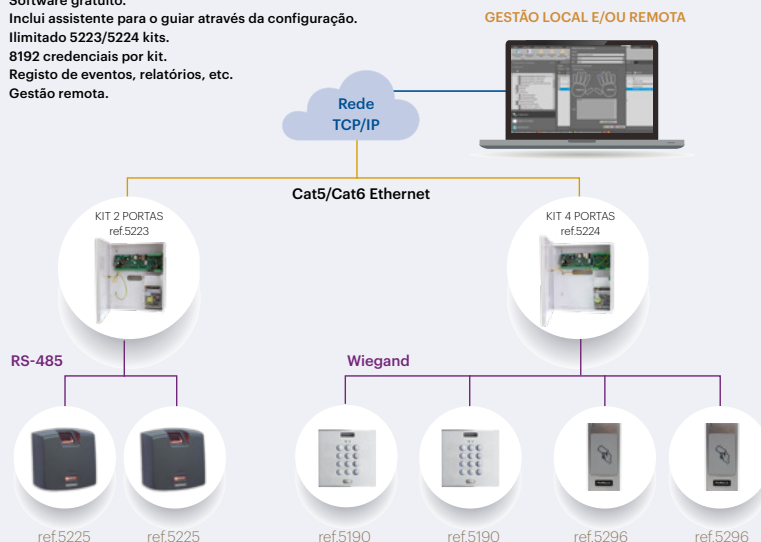 Software gratuito.
Inclui assistente para o guiar através da configuração.
Ilimitado 5223/5224 kits.
8192 credenciais por kit.
Registo de eventos, relatórios, etc.
Gestão remota.
GESTÃO LOCAL E/OU REMOTA
Rede
TCP/IP
Cat5/Cat6 Ethernet
KIT 2 PORTAS
ref.5223
KIT 4 PORTAS
ref.5224
RS-485
Wiegand
ref.5225
ref.5225
ref.5190
ref.5190
ref.5296
ref.5296